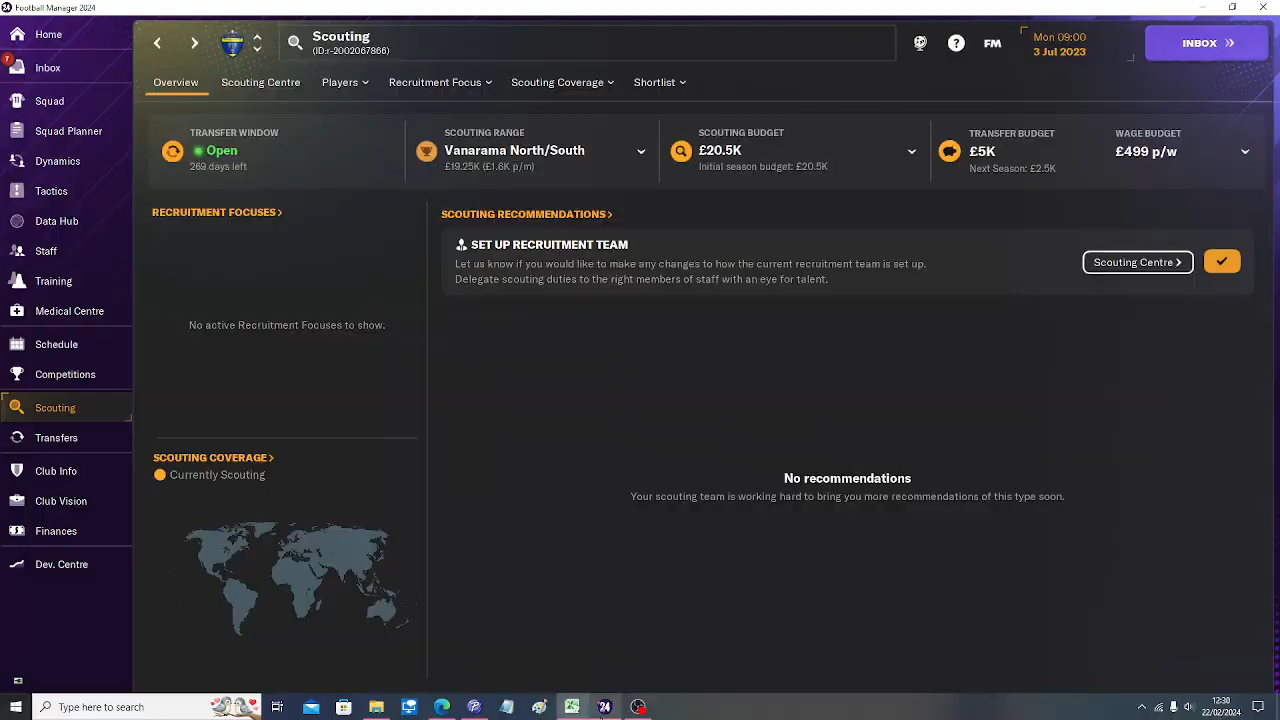 24 Football Manager 2024
Home
7
Inbox
Squad
Squad Planner
Dynamics
Tactics
Data Hub
Staff
Training
Medical Centre
Schedule
Competitions
Scouting
Transfers
Club Info
Club Vision
Finances
Dev. Centre
Scouting
(ID:r-2002067866)
?
FM
Mon 09:00
3 Jul 2023
INBOX
Overview
Scouting Centre
Players
Recruitment Focus
Scouting Coverage
Shortlist
TRANSFER WINDOW
Open
269 days left
SCOUTING RANGE
Vanarama North/South
£19.25K (£1.6K p/m)
SCOUTING BUDGET
£20.5K
Initial season budget: £20.5K
TRANSFER BUDGET
£5K
Next Season: £2.5K
WAGE BUDGET
£499 p/w
RECRUITMENT FOCUSES >
No active Recruitment Focuses to show.
SCOUTING COVERAGE >
Currently Scouting
SCOUTING RECOMMENDATIONS >
SET UP RECRUITMENT TEAM
Let us know if you would like to make any changes to how the current recruitment team is set up.
Delegate scouting duties to the right members of staff with an eye for talent.
Scouting Centre >
No recommendations
Your scouting team is working hard to bring you more recommendations of this type soon.
Type here to search
24
12:30
22/02/2024